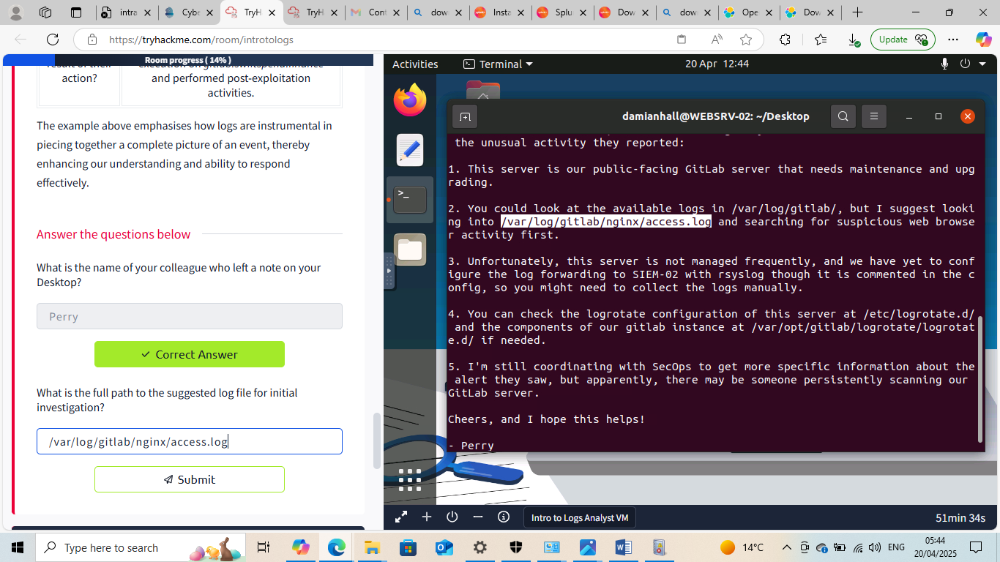 intra
Cybe
TryH
TryH
Cont
dow
Insta
Splu
Dow
dow
Ope
Dow
https://tryhackme.com/room/introtologs
Update
Room progress ( 14% )
result of their
action?
and performed post-exploitation
activities.
The example above emphasises how logs are instrumental in
piecing together a complete picture of an event, thereby
enhancing our understanding and ability to respond
effectively.
Answer the questions below
What is the name of your colleague who left a note on your
Desktop?
Perry
Correct Answer
What is the full path to the suggested log file for initial
investigation?
/var/log/gitlab/nginx/access.log
Submit
Activities
Terminal
20 Apr 12:44
damianhall@WEBSRV-02: ~/Desktop
the unusual activity they reported:
1. This server is our public-facing GitLab server that needs maintenance and upg
rading.
2. You could look at the available logs in /var/log/gitlab/, but I suggest looki
ng into /var/log/gitlab/nginx/access.log and searching for suspicious web browse
r activity first.
3. Unfortunately, this server is not managed frequently, and we have yet to conf
igure the log forwarding to SIEM-02 with rsyslog though it is commented in the c
onfig, so you might need to collect the logs manually.
4. You can check the logrotate configuration of this server at /etc/logrotate.d/
and the components of our gitlab instance at /var/opt/gitlab/logrotate/logrotat
e.d/ if needed.
5. I'm still coordinating with SecOps to get more specific information about the
alert they saw, but apparently, there may be someone persistently scanning our
GitLab server.
Cheers, and I hope this helps!
- Perry
Intro to Logs Analyst VM
51min 34s
Type here to search
14°C
ENG
05:44
20/04/2025